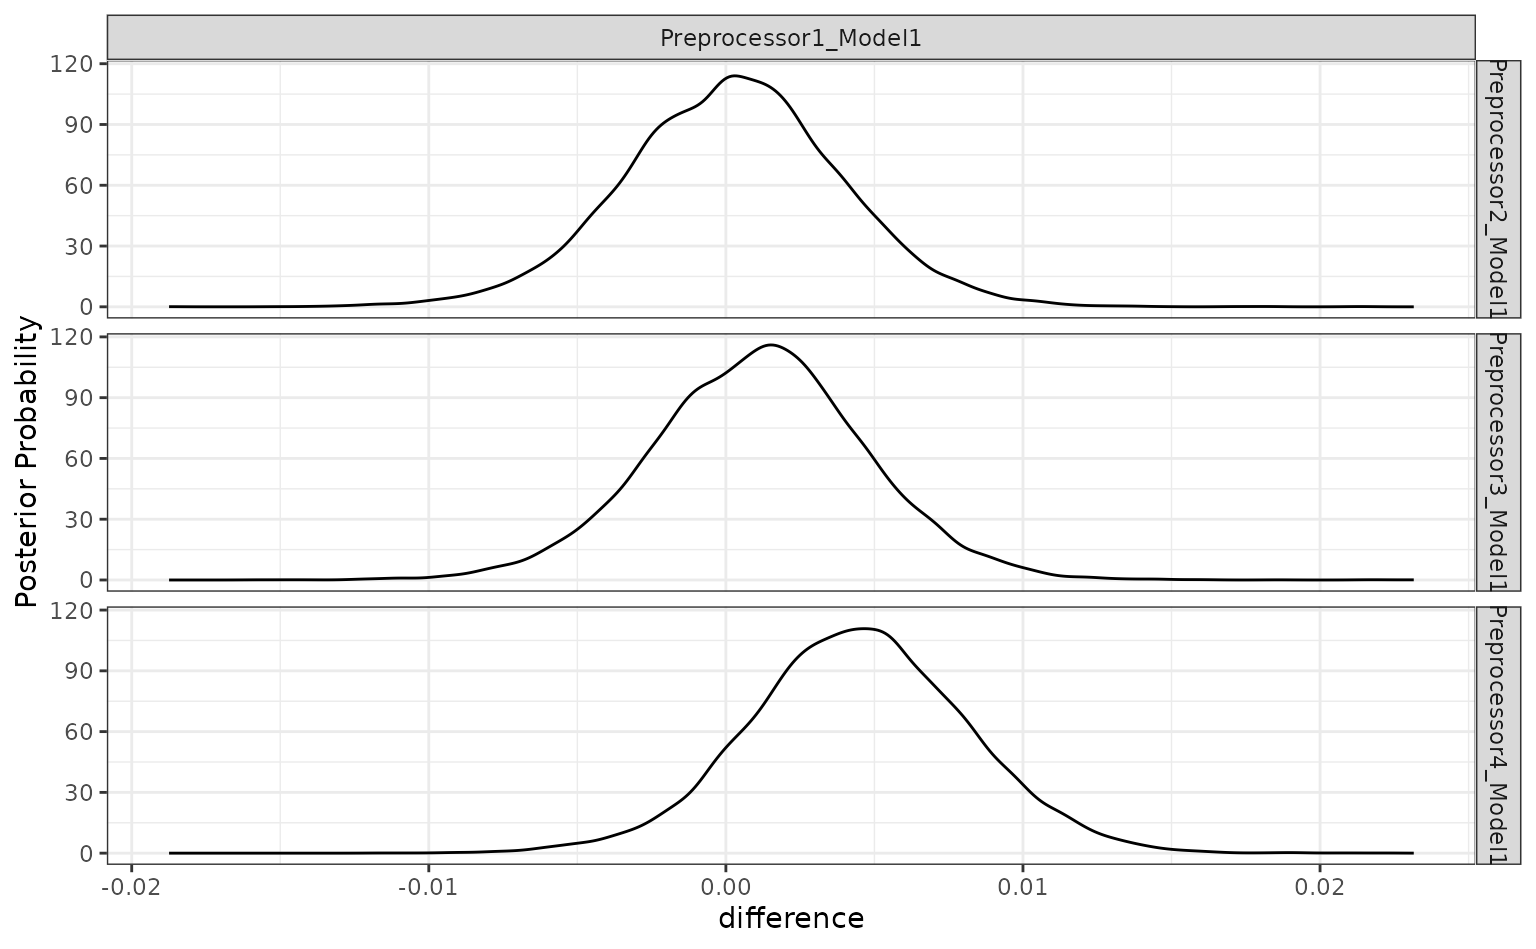 Preprocessor1_Model1
Posterior Probability
120
90
60
30
0
Preprocessor2_Model1
120
90
60
30
0
Preprocessor3_Model1
120
90
60
30
0
Preprocessor4_Model1
-0.02 -0.01 0.00 0.01 0.02
difference